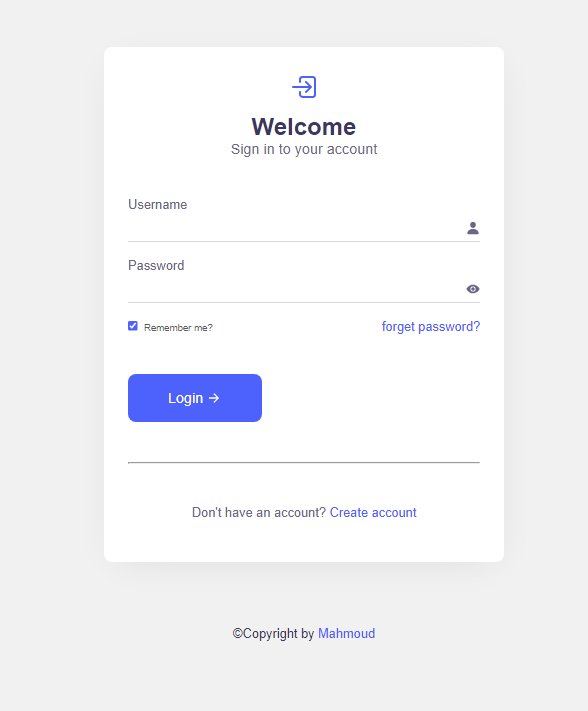 Welcome
Sign in to your account
Username
Password
Remember me? forget password?
Login →
Don't have an account? Create account
©Copyright by Mahmoud